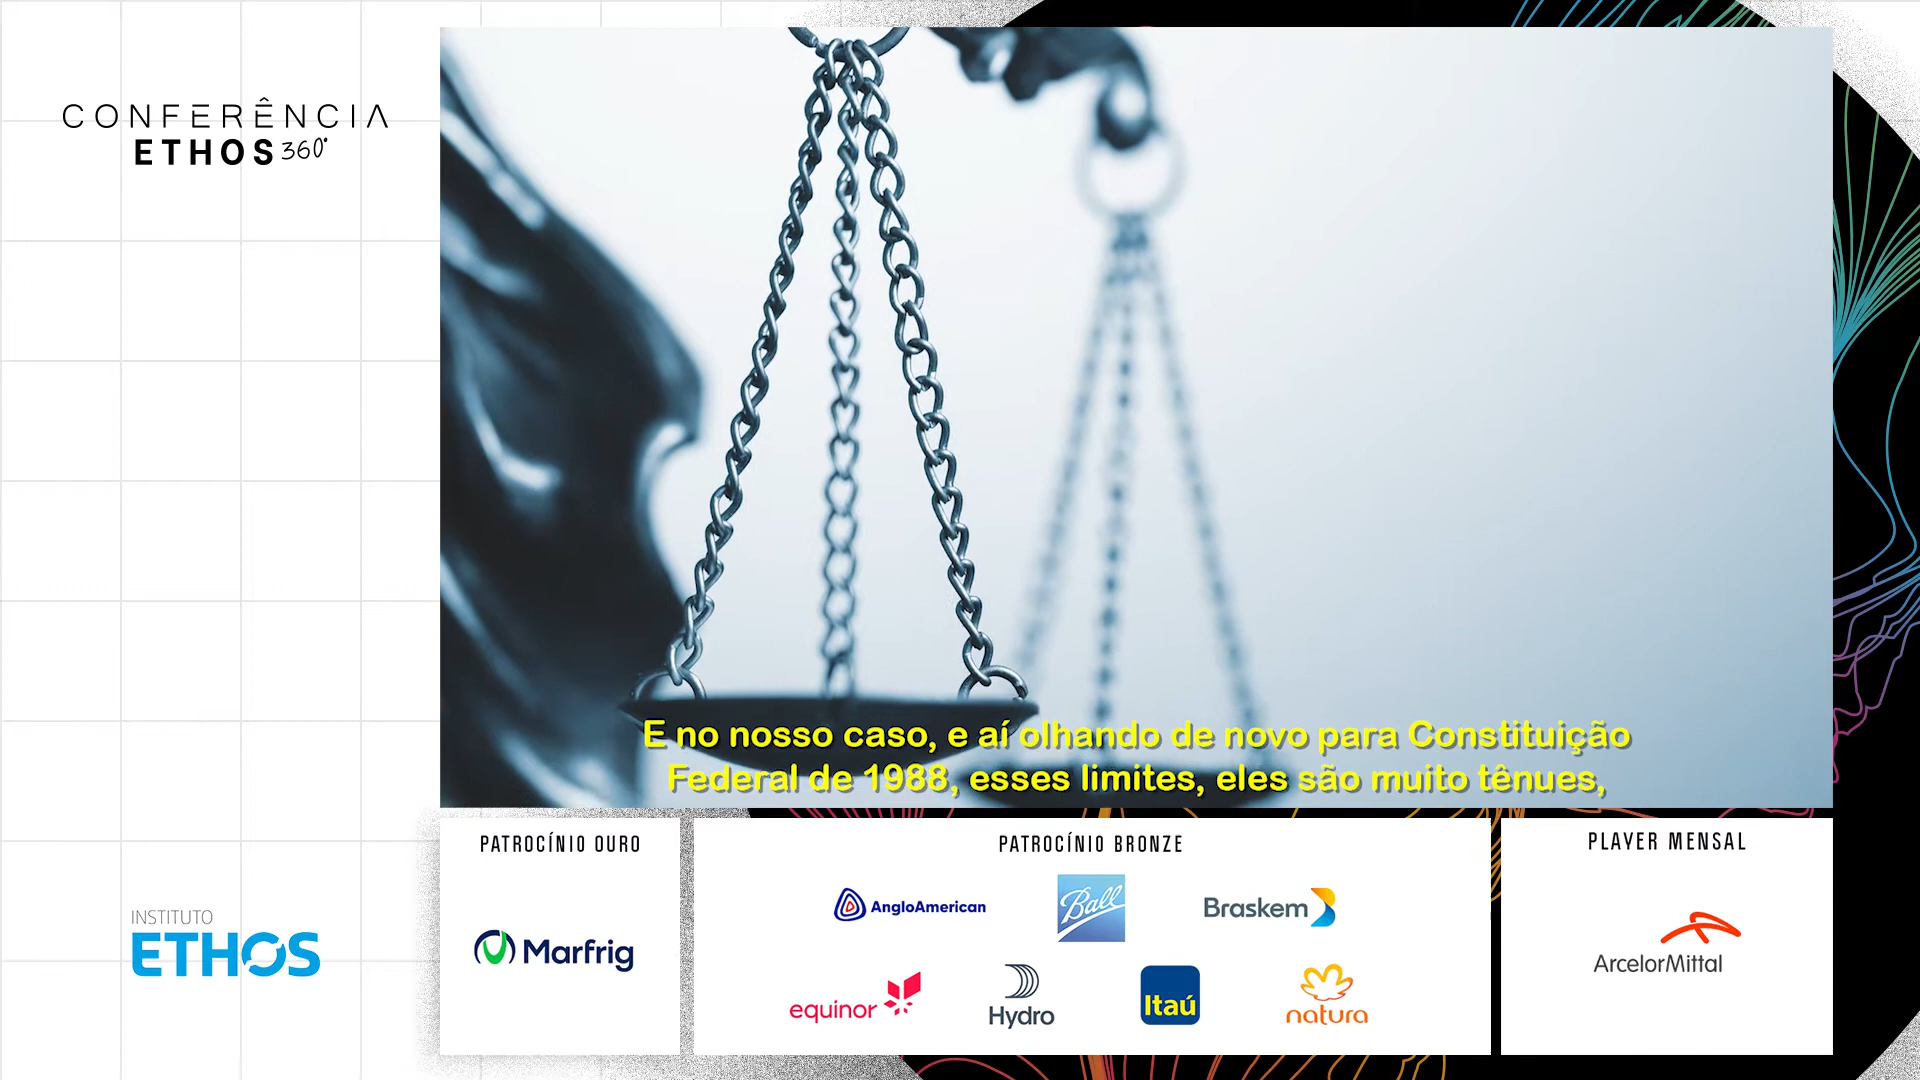 CONFERÊNCIA
ETHOS 360°
E no nosso caso, e aí olhando de novo para Constituição
Federal de 1988, esses limites, eles são muito tênues,
INSTITUTO
ETHOS
PATROCÍNIO OURO
Marfrig
PATROCÍNIO BRONZE
AngloAmerican
Ball
Braskem
equinor
Hydro
Itaú
natura
PLAYER MENSAL
ArcelorMittal